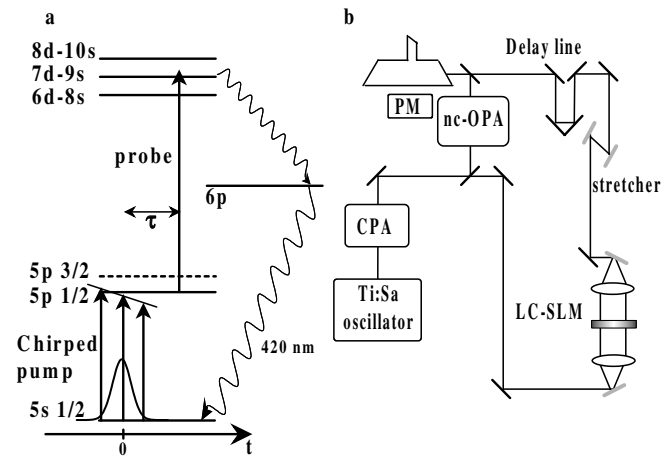 a
8d-10s
7d-9s
6d-8s
probe
6p
τ
5p 3/2
5p 1/2
Chirped
pump
420 nm
5s 1/2
0
t
b
Delay line
PM
nc-OPA
stretcher
CPA
Ti:Sa
oscillator
LC-SLM